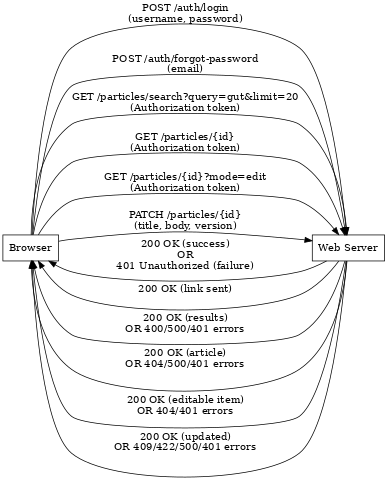 POST /auth/login
(username, password)
POST /auth/forgot-password
(email)
GET /particles/search?query=gut&limit=20
(Authorization token)
GET /particles/{id}
(Authorization token)
GET /particles/{id}?mode=edit
(Authorization token)
PATCH /particles/{id}
(title, body, version)
Browser
Web Server
200 OK (success)
OR
401 Unauthorized (failure)
200 OK (link sent)
200 OK (results)
OR 400/500/401 errors
200 OK (article)
OR 404/500/401 errors
200 OK (editable item)
OR 404/401 errors
200 OK (updated)
OR 409/422/500/401 errors